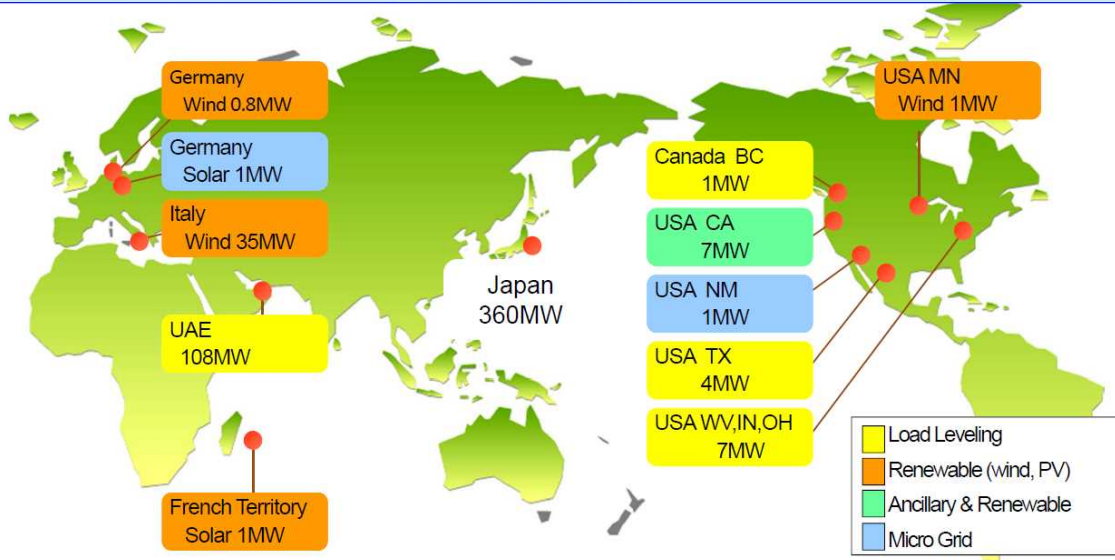 Germany
Wind 0.8MW
Germany
Solar 1MW
Italy
Wind 35MW
UAE
108MW
French Territory
Solar 1MW
Japan
360MW
USA MN
Wind 1MW
Canada BC
1MW
USA CA
7MW
USA NM
1MW
USA TX
4MW
USA WV,IN,OH
7MW
Load Leveling
Renewable (wind, PV)
Ancillary & Renewable
Micro Grid